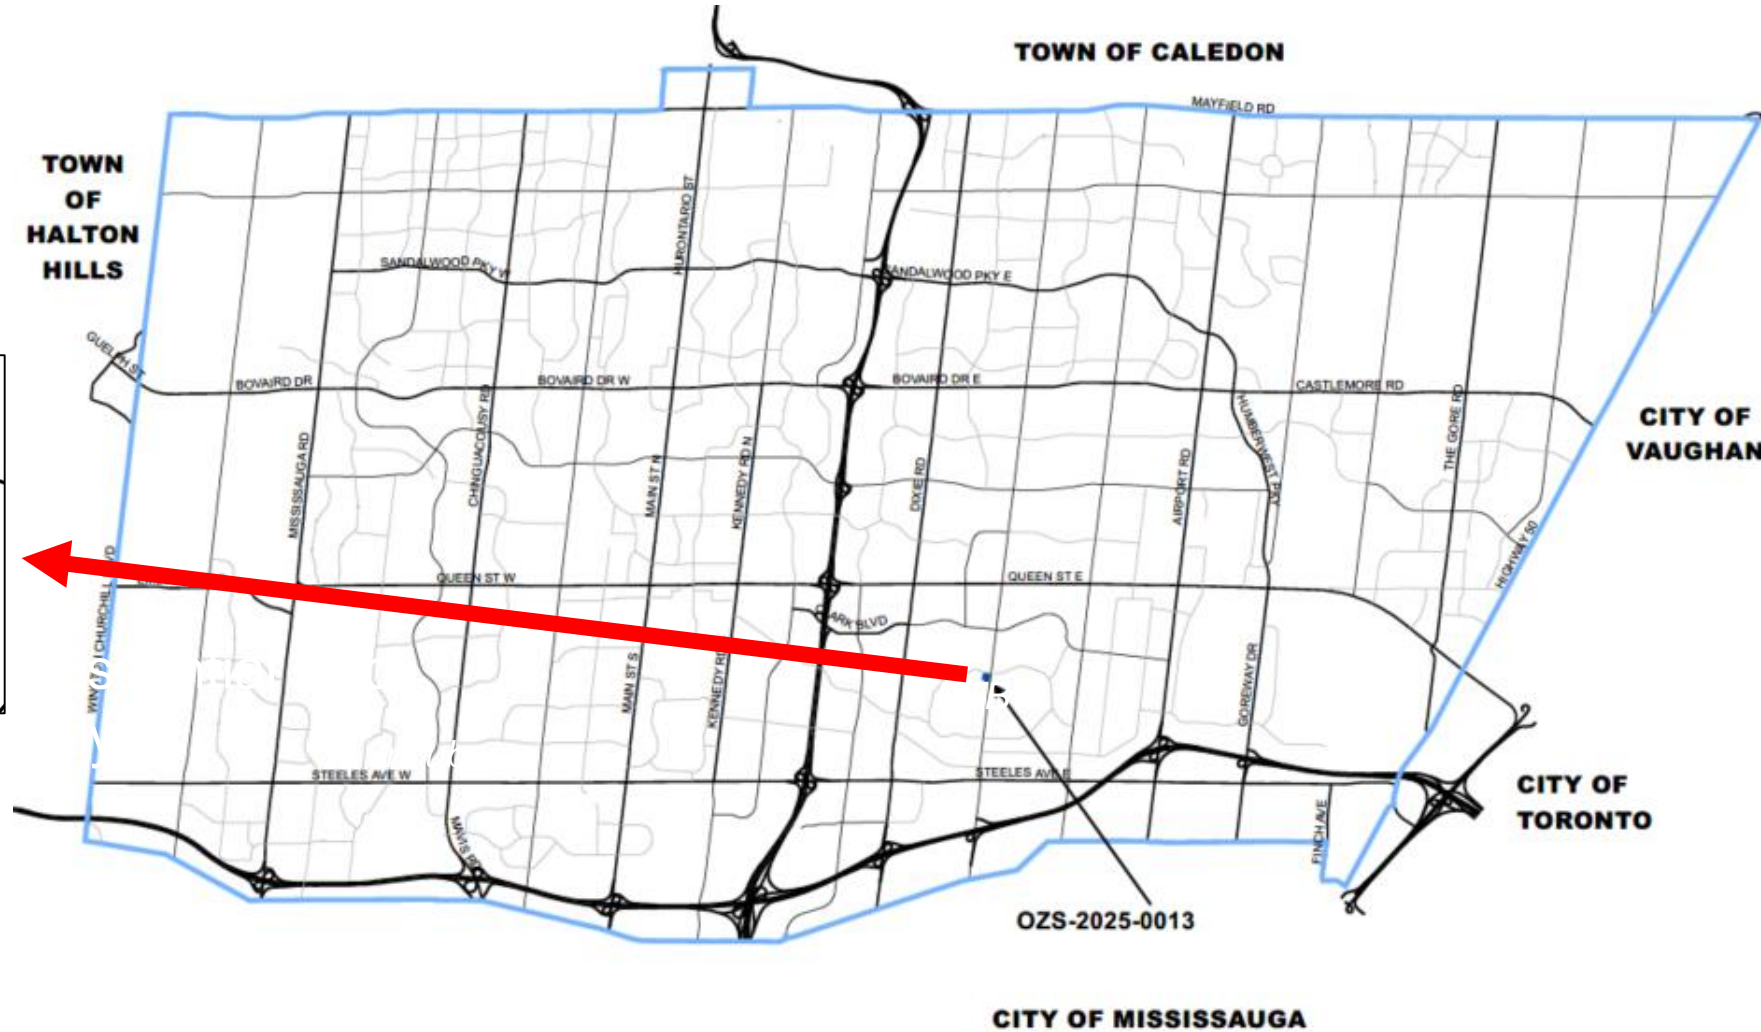 TOWN OF CALEDON
MAYFIELD RD
TOWN
OF
HALTON
HILLS
HURONTARIO ST
SANDALWOOD PKY W
SANDALWOOD PKY E
GUELPH ST
BOVAIRD DR
BOVAIRD DR W
BOVAIRD DR E
CASTLEMORE RD
CITY OF
VAUGHAN
MISSISSAUGA RD
CHINGUACOUSY RD
MAIN ST N
KENNEDY RD N
DIXIE RD
AIRPORT RD
HUMBERWEST PKY
THE GORE RD
HIGHWAY 50
QUEEN ST W
QUEEN ST E
CLARK BLVD
MAIN ST S
KENNEDY RD
GOREWAY DR
STEELES AVE W
STEELES AVE E
MAVIS RD
FINCH AVE
CITY OF
TORONTO
OZS-2025-0013
CITY OF MISSISSAUGA